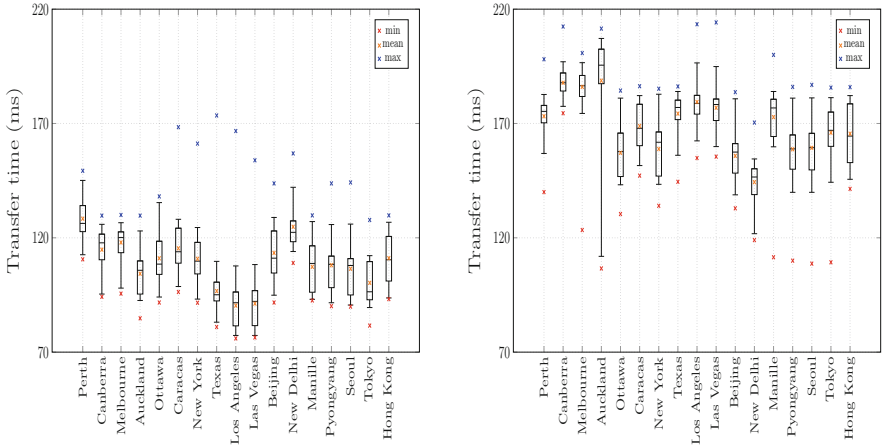 220
170
120
70
Transfer time (ms)
min
mean
max
Perth
Canberra
Melbourne
Auckland
Ottawa
Caracas
New York
Texas
Los Angeles
Las Vegas
Beijing
New Delhi
Manille
Pyongyang
Seoul
Tokyo
Hong Kong
220
170
120
70
Transfer time (ms)
min
mean
max
Perth
Canberra
Melbourne
Auckland
Ottawa
Caracas
New York
Texas
Los Angeles
Las Vegas
Beijing
New Delhi
Manille
Pyongyang
Seoul
Tokyo
Hong Kong